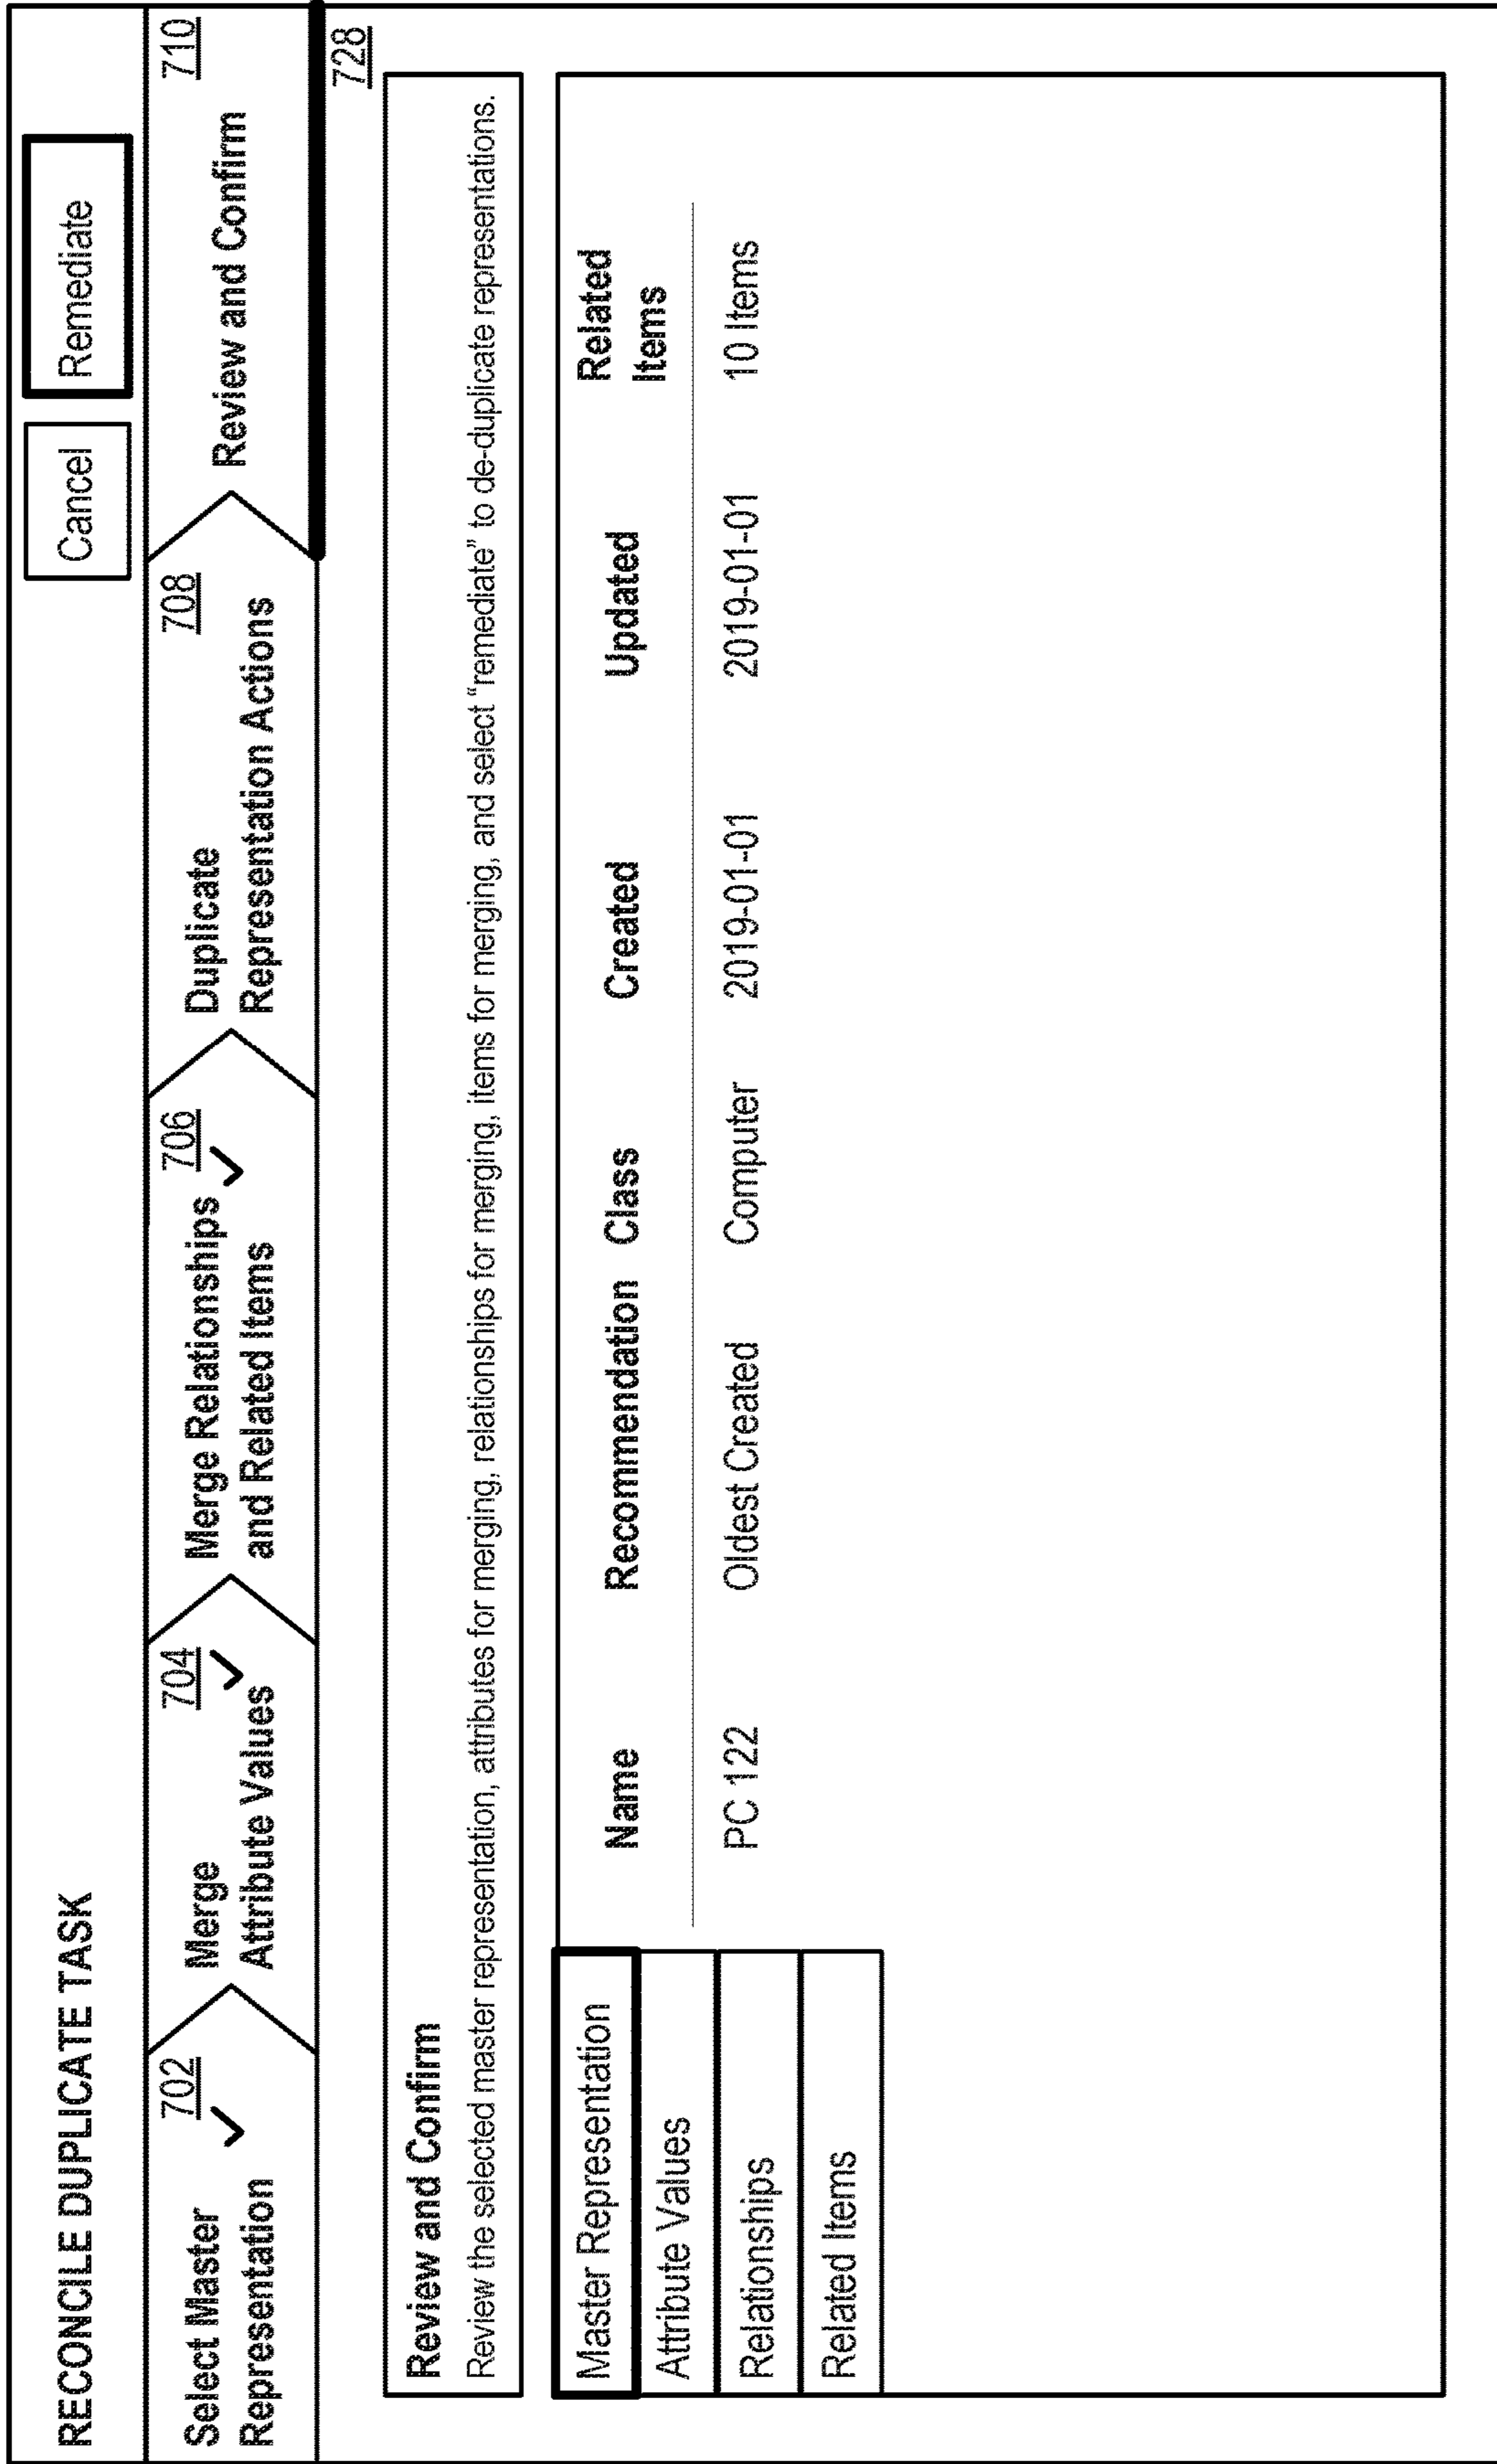 RECONCILE DUPLICATE TASK
Cancel
Remediate
702
Select Master
Representation
704
Merge
Attribute Values
706
Merge Relationships
and Related Items
708
Duplicate
Representation Actions
710
Review and Confirm
728
Review and Confirm
Review the selected master representation, attributes for merging, relationships for merging, items for merging, and select “remediate” to de-duplicate representations.
Master Representation
Attribute Values
Relationships
Related Items
Name Recommendation Class Created Updated Related Items
PC 122 Oldest Created Computer 2019-01-01 2019-01-01 10 Items